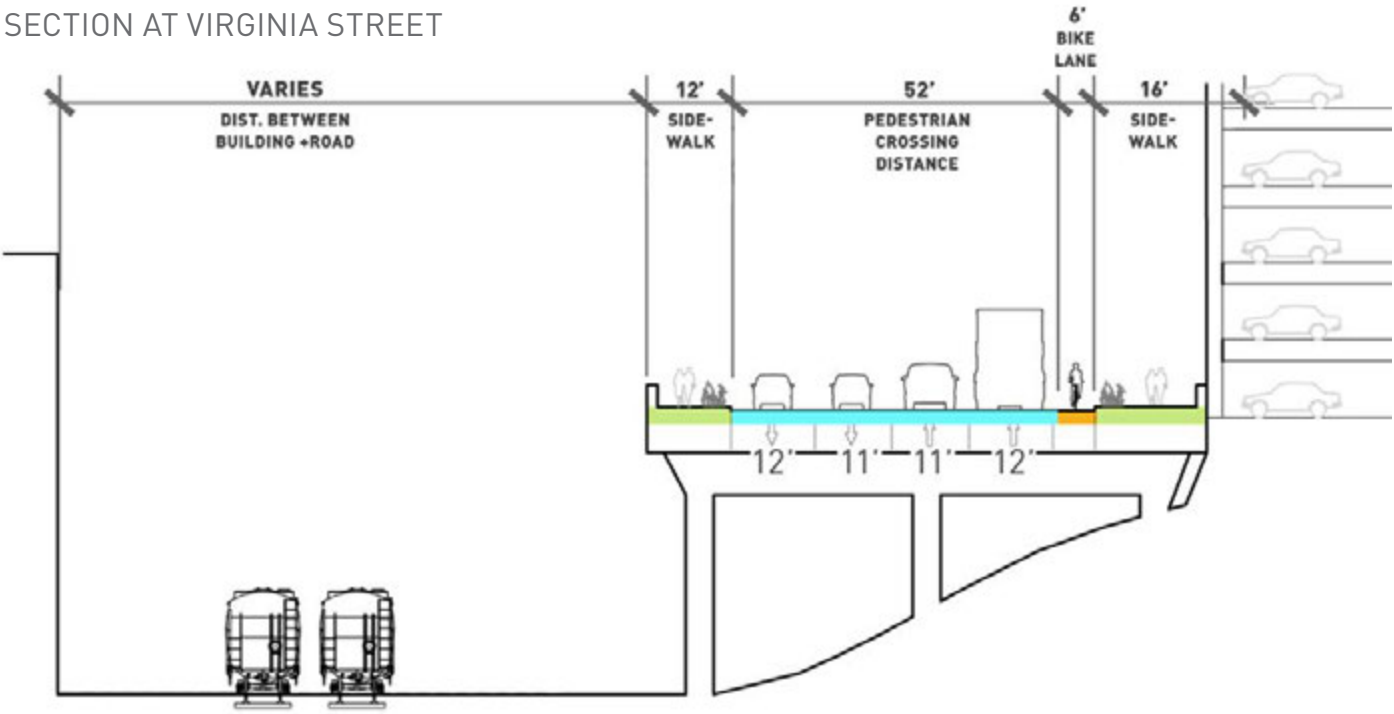 SECTION AT VIRGINIA STREET
6'
BIKE
LANE
VARIES
12'
52'
16'
DIST. BETWEEN
BUILDING +ROAD
SIDE-
WALK
PEDESTRIAN
CROSSING
DISTANCE
SIDE-
WALK
12'
11'
11'
12'